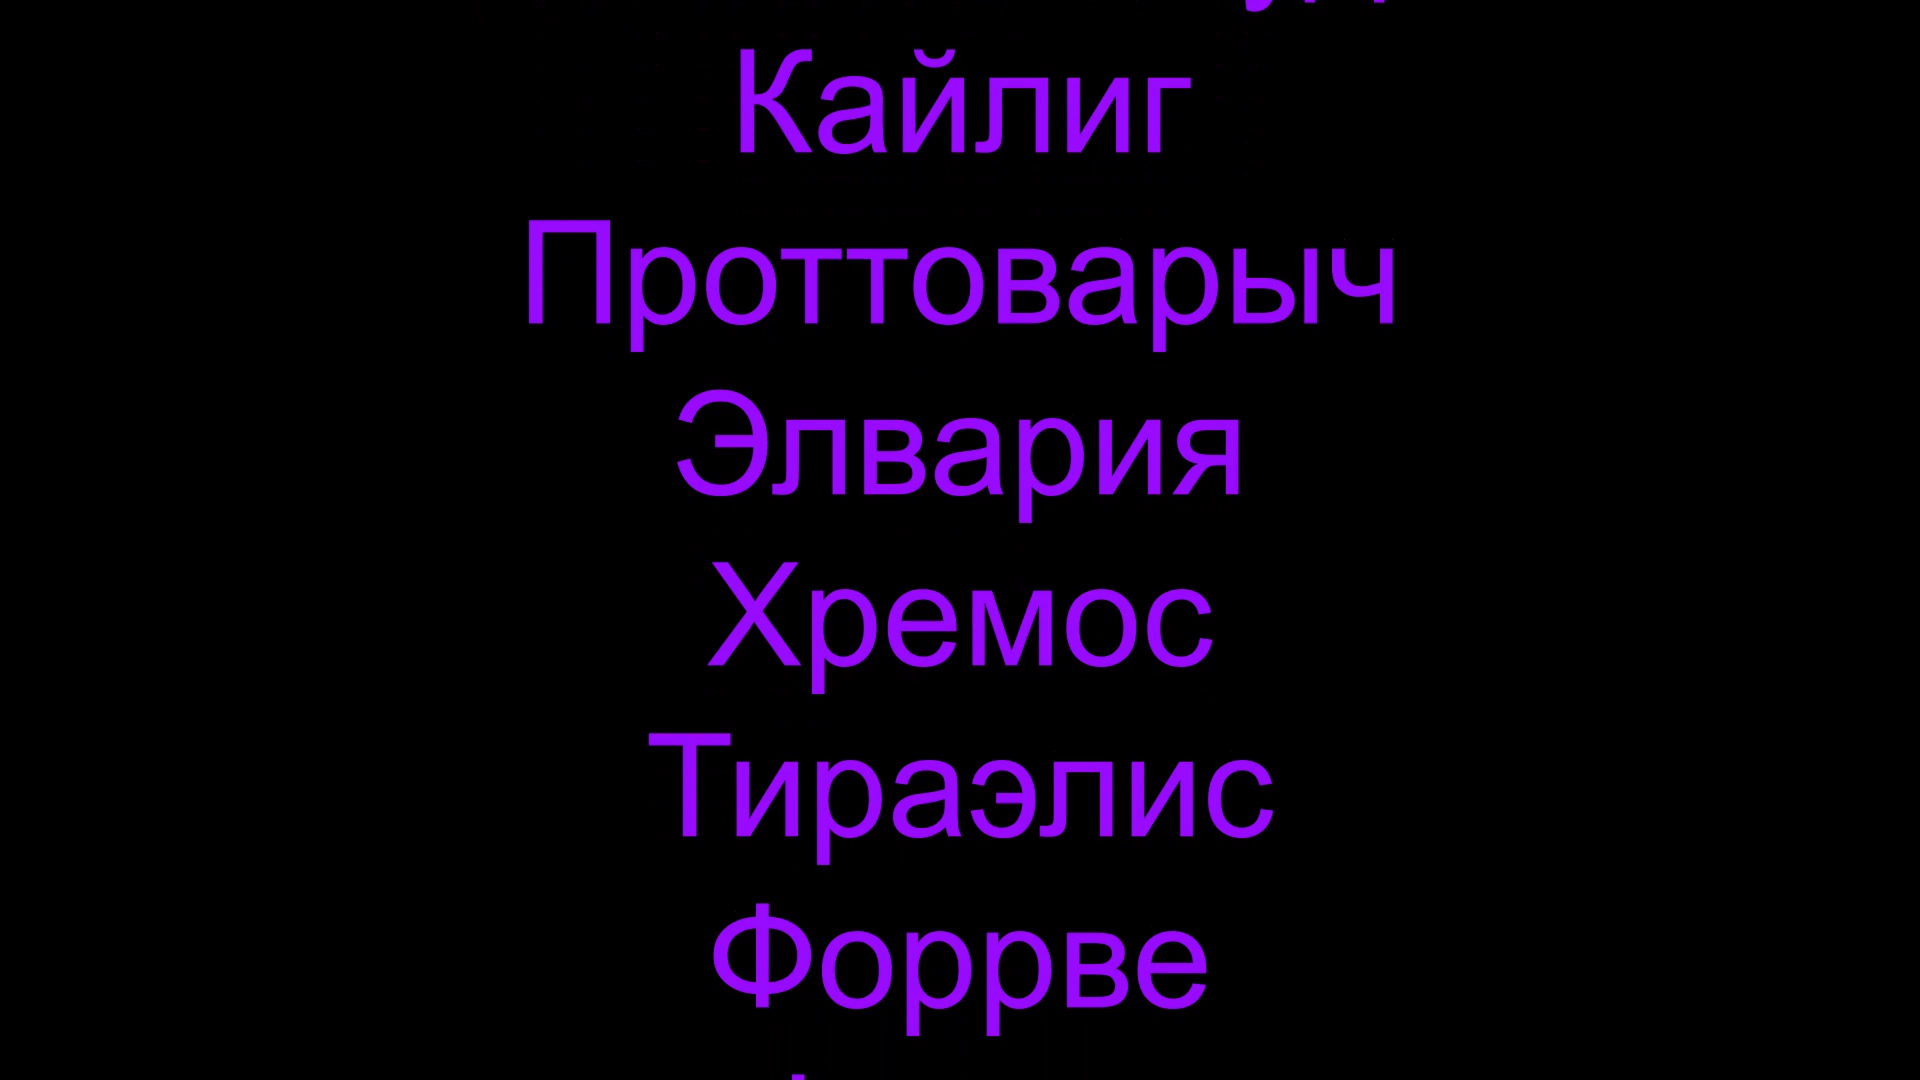 Кайлиг
Проттоварыч
Элвария
Хремос
Тираэлис
Форрве